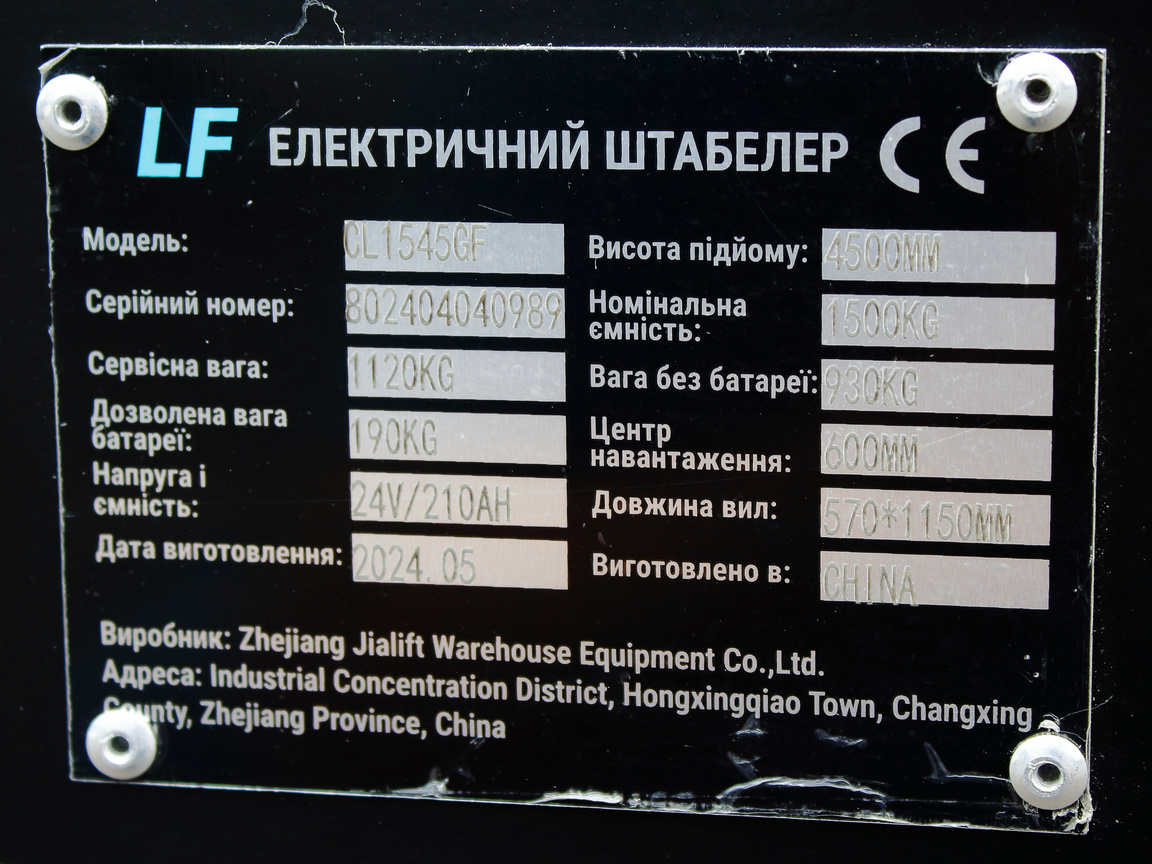 LF ЕЛЕКТРИЧНИЙ ШТАБЕЛЕР CE
Модель: CL1545GF
Висота підйому: 4500MM
Серійний номер: 802404040989
Номінальна
ємність: 1500KG
Сервісна вага: 1120KG
Вага без батареї: 930KG
Дозволена вага
батареї: 190KG
Центр
навантаження: 600MM
Напруга і
ємність: 24V/210AH
Довжина вил: 570*1150MM
Дата виготовлення: 2024.05
Виготовлено в: CHINA
Виробник: Zhejiang Jialift Warehouse Equipment Co.,Ltd.
Адреса: Industrial Concentration District, Hongxingqiao Town, Changxing
County, Zhejiang Province, China